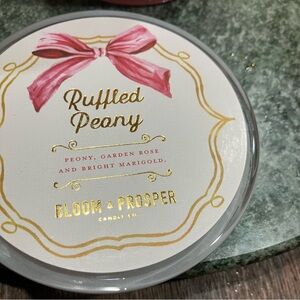 Ruffled
Peony
PEONY, GARDEN ROSE
AND BRIGHT MARIGOLD.
BLOOM & PROSPER
CANDLE CO.